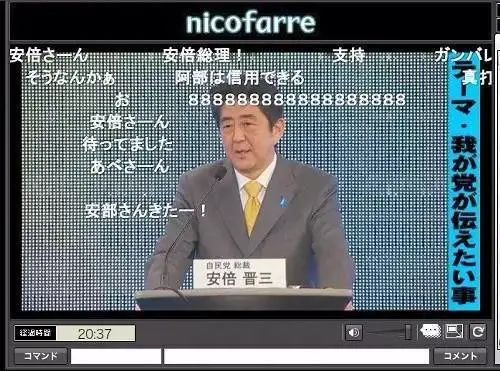 nicofarre
安倍さーん 安倍総理！ 支持 ガンバレ
そうなんかぁ 阿部は信用できる 真打
お 8888888888888888888
安倍さーん
待ってました
あべさーん
安部さんきたー！
テーマ・我が党が伝えたい事
自民党 総裁
安倍 晋三
経過時間 20:37
コマンド コメント